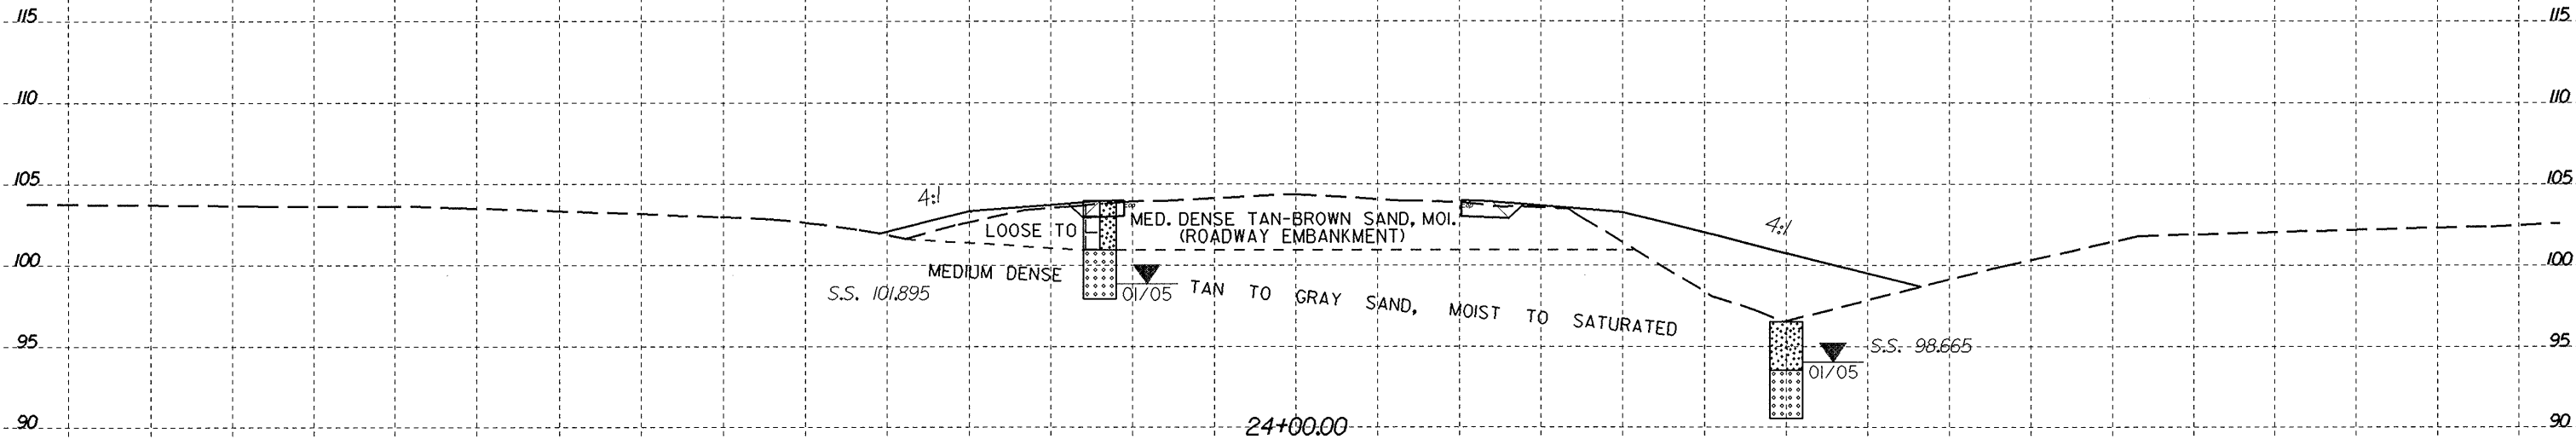 115 115
110 110
105 105
4:1
MED. DENSE TAN-BROWN SAND, MOI.
LOOSE TO (ROADWAY EMBANKMENT)
4:1
100 100
MEDIUM DENSE
S.S. 101.895
01/05
TAN TO GRAY SAND, MOIST TO SATURATED
95 95
S.S. 98.665
01/05
90 90
24+00.00